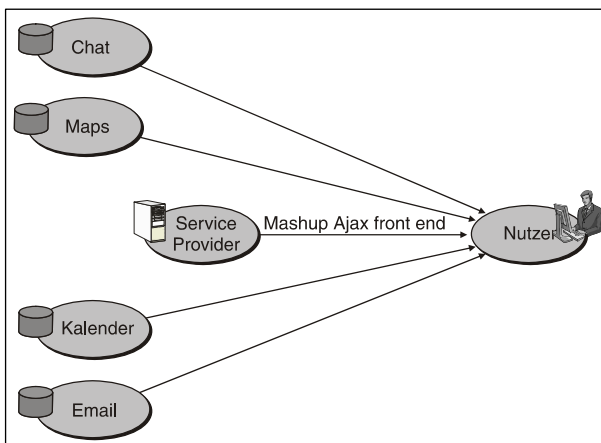 Chat
Maps
Service
Provider
Mashup Ajax front end
Nutzer
Kalender
Email